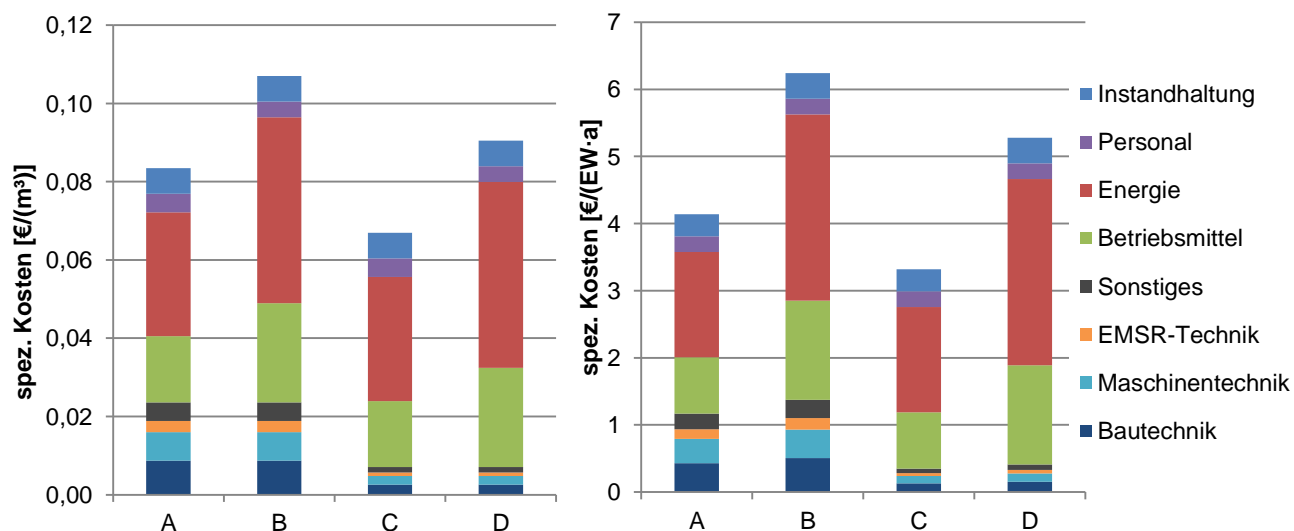 spez. Kosten [€/(m³)]
0,12
0,10
0,08
0,06
0,04
0,02
0,00
A B C D
spez. Kosten [€/(EW·a]
7
6
5
4
3
2
1
0
A B C D
Instandhaltung
Personal
Energie
Betriebsmittel
Sonstiges
EMSR-Technik
Maschinentechnik
Bautechnik